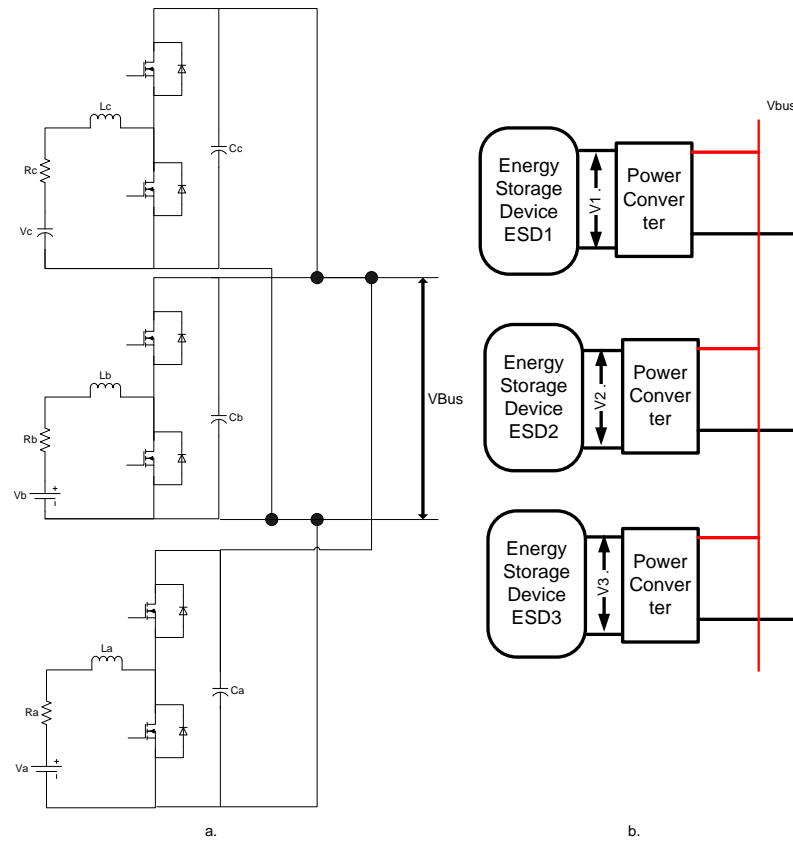 Lc
Rc
Cc
Vc
Lb
Rb
Cb
Vb
+
-
VBus
La
Ra
Ca
Va
+
-
a.
Vbus
Energy
Storage
Device
ESD1
V1 .
Power
Conver
ter
Energy
Storage
Device
ESD2
V2 .
Power
Conver
ter
Energy
Storage
Device
ESD3
V3 .
Power
Conver
ter
b.